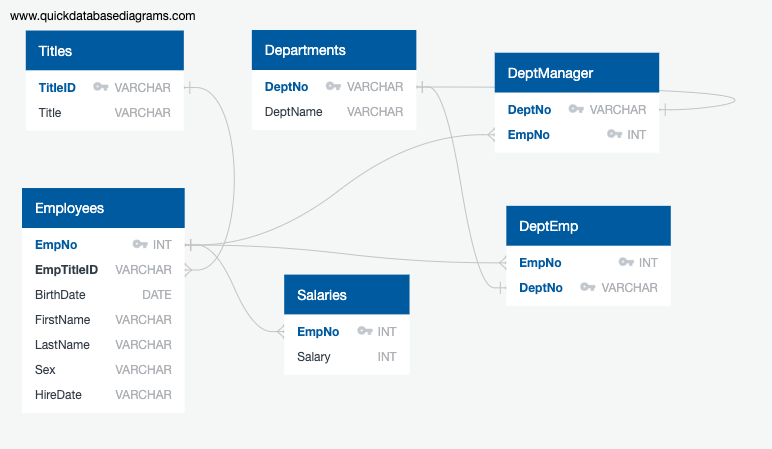 www.quickdatabasediagrams.com
Titles
TitleID VARCHAR
Title VARCHAR
Departments
DeptNo VARCHAR
DeptName VARCHAR
DeptManager
DeptNo VARCHAR
EmpNo INT
Employees
EmpNo INT
EmpTitleID VARCHAR
BirthDate DATE
FirstName VARCHAR
LastName VARCHAR
Sex VARCHAR
HireDate VARCHAR
DeptEmp
EmpNo INT
DeptNo VARCHAR
Salaries
EmpNo INT
Salary INT